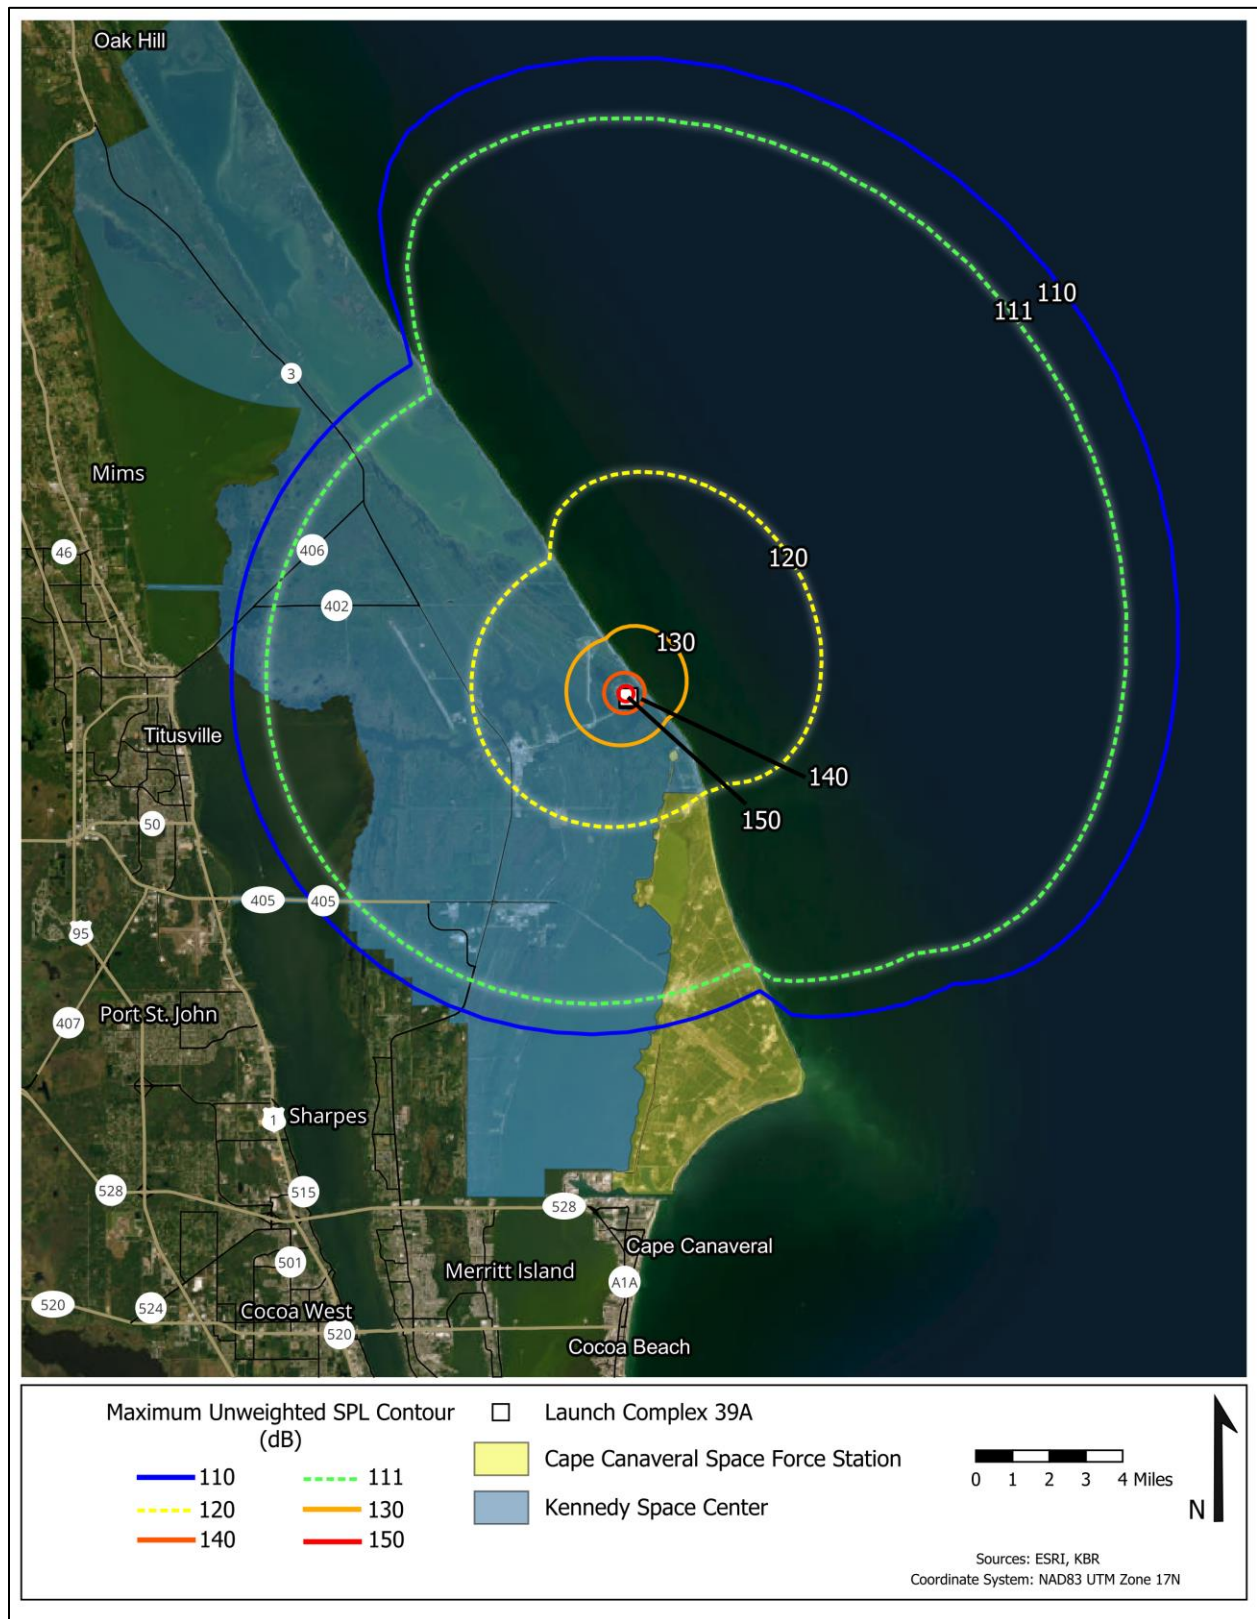 Oak Hill
110
111
3
Mims
46
406
120
402
130
Titusville
140
150
50
405
405
95
Port St. John
407
1
Sharpes
528
515
528
Cape Canaveral
501
Merritt Island
A1A
520
524
Cocoa West
520
Cocoa Beach
Maximum Unweighted SPL Contour
(dB)
110
111
120
130
140
150
Launch Complex 39A
Cape Canaveral Space Force Station
Kennedy Space Center
0 1 2 3 4 Miles
N
Sources: ESRI, KBR
Coordinate System: NAD83 UTM Zone 17N